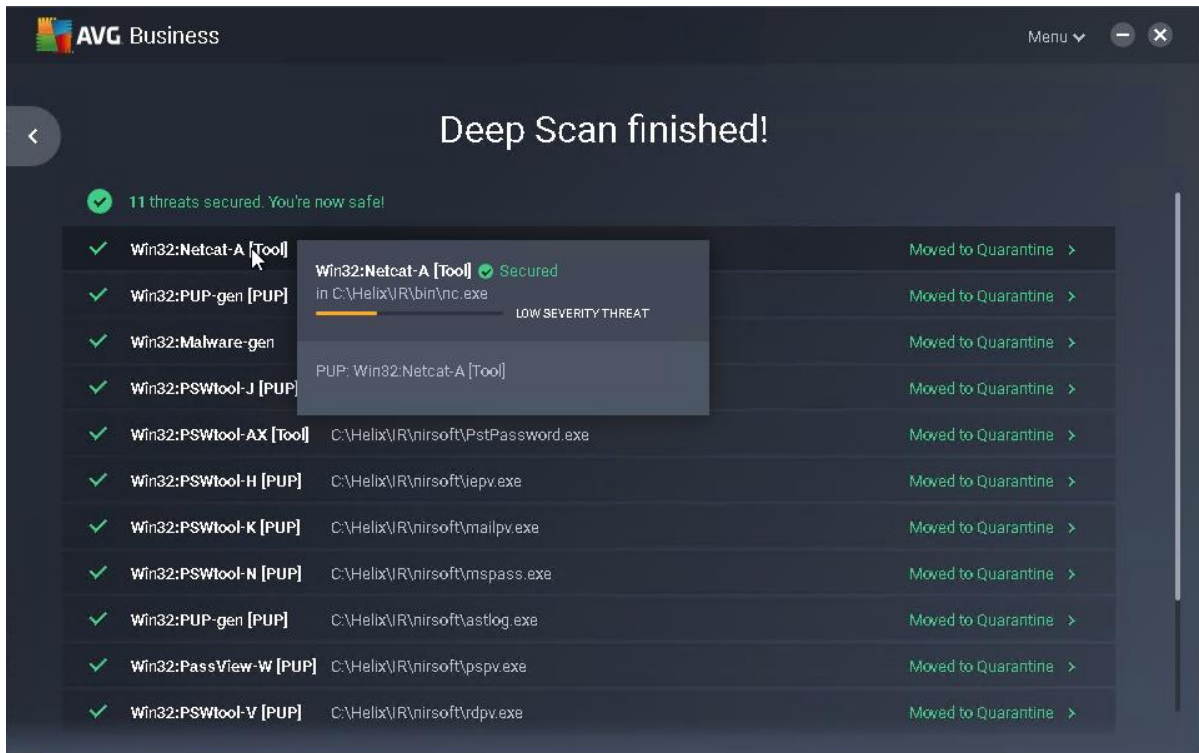 AVG Business
Menu
Deep Scan finished!
11 threats secured. You're now safe!
Win32:Netcat-A [Tool] Moved to Quarantine
Win32:Netcat-A [Tool] Secured
in C:\Helix\IR\bin\nc.exe
LOW SEVERITY THREAT
PUP: Win32:Netcat-A [Tool]
Win32:PUP-gen [PUP] Moved to Quarantine
Win32:Malware-gen Moved to Quarantine
Win32:PSWtool-J [PUP] Moved to Quarantine
Win32:PSWtool-AX [Tool] C:\Helix\IR\nirsoft\PstPassword.exe Moved to Quarantine
Win32:PSWtool-H [PUP] C:\Helix\IR\nirsoft\iepv.exe Moved to Quarantine
Win32:PSWtool-K [PUP] C:\Helix\IR\nirsoft\mailpv.exe Moved to Quarantine
Win32:PSWtool-N [PUP] C:\Helix\IR\nirsoft\mspass.exe Moved to Quarantine
Win32:PUP-gen [PUP] C:\Helix\IR\nirsoft\astlog.exe Moved to Quarantine
Win32:PassView-W [PUP] C:\Helix\IR\nirsoft\pspv.exe Moved to Quarantine
Win32:PSWtool-V [PUP] C:\Helix\IR\nirsoft\rdpv.exe Moved to Quarantine